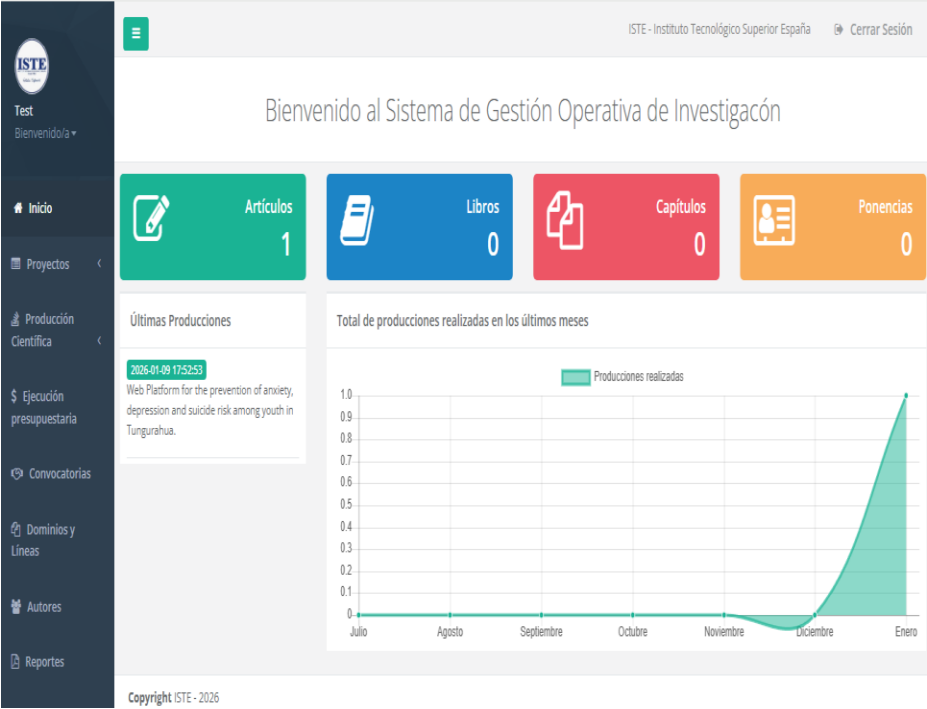 ISTE - Instituto Tecnológico Superior España
Cerrar Sesión
ISTE
Test
Bienvenido/a
Inicio
Proyectos
Producción
Científica
$ Ejecución
presupuestaria
Convocatorias
Dominios y
Líneas
Autores
Reportes
Bienvenido al Sistema de Gestión Operativa de Investigacón
Artículos
1
Libros
0
Capítulos
0
Ponencias
0
Últimas Producciones
2026-01-09 17:52:53
Web Platform for the prevention of anxiety,
depression and suicide risk among youth in
Tungurahua.
Total de producciones realizadas en los últimos meses
Producciones realizadas
1.0
0.9
0.8
0.7
0.6
0.5
0.4
0.3
0.2
0.1
0
Julio Agosto Septiembre Octubre Noviembre Diciembre Enero
Copyright ISTE - 2026